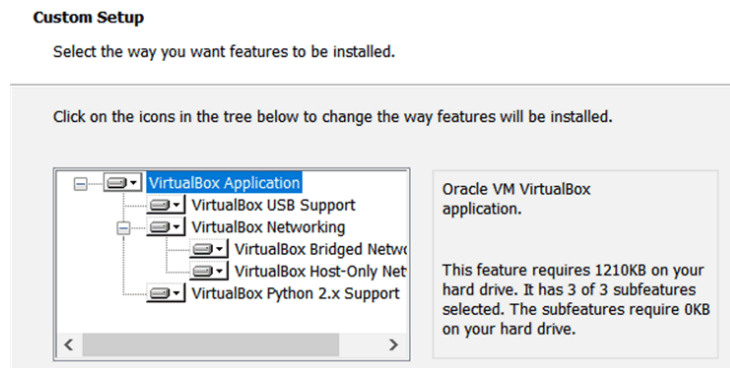 Custom Setup
Select the way you want features to be installed.
Click on the icons in the tree below to change the way features will be installed.
VirtualBox Application
VirtualBox USB Support
VirtualBox Networking
VirtualBox Bridged Netwo
VirtualBox Host-Only Net
VirtualBox Python 2.x Support
Oracle VM VirtualBox
application.
This feature requires 1210KB on your
hard drive. It has 3 of 3 subfeatures
selected. The subfeatures require 0KB
on your hard drive.